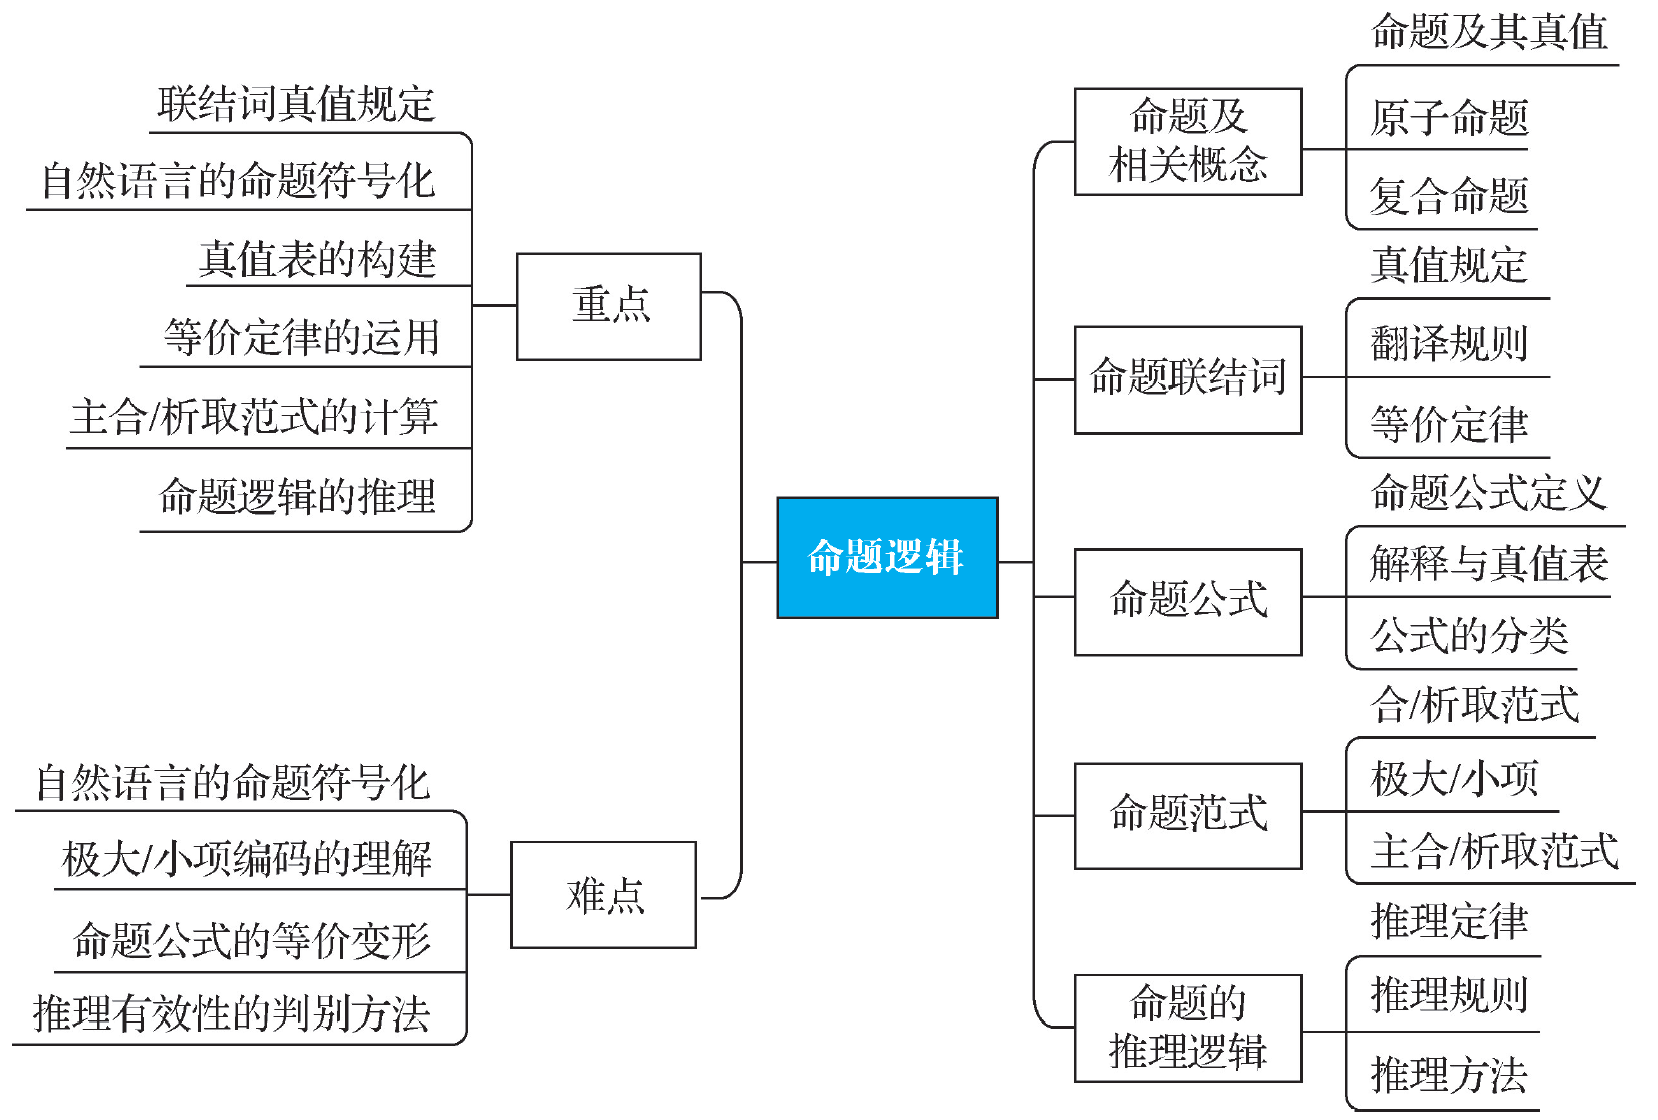 联结词真值规定
自然语言的命题符号化
真值表的构建
等价定律的运用
主合/析取范式的计算
命题逻辑的推理
重点
自然语言的命题符号化
极大/小项编码的理解
命题公式的等价变形
推理有效性的判别方法
难点
命题逻辑
命题及
相关概念
命题及其真值
原子命题
复合命题
命题联结词
真值规定
翻译规则
等价定律
命题公式
命题公式定义
解释与真值表
公式的分类
命题范式
合/析取范式
极大/小项
主合/析取范式
命题的
推理逻辑
推理定律
推理规则
推理方法